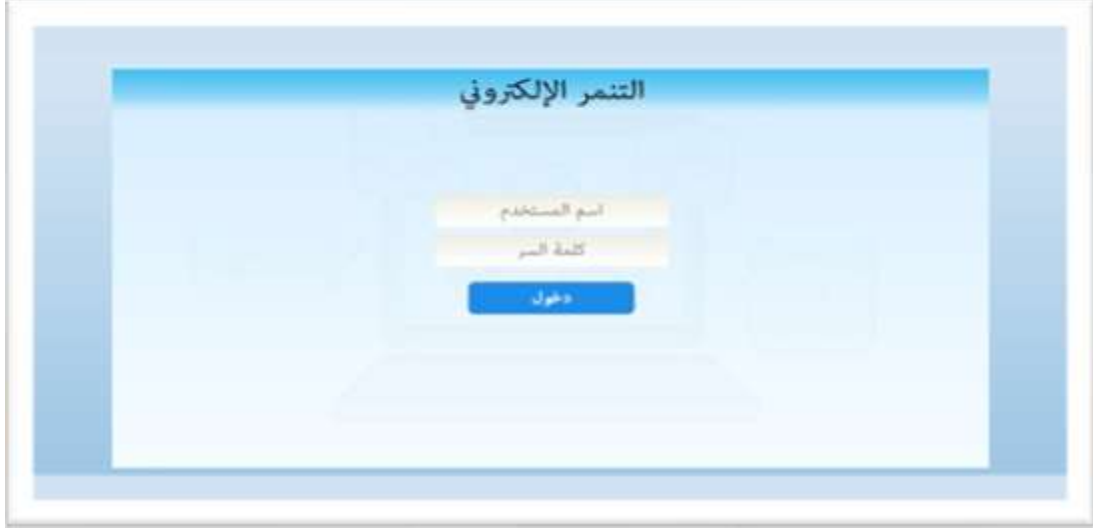 التنمر الإلكتروني
اسم المستخدم
كلمة السر
دخول